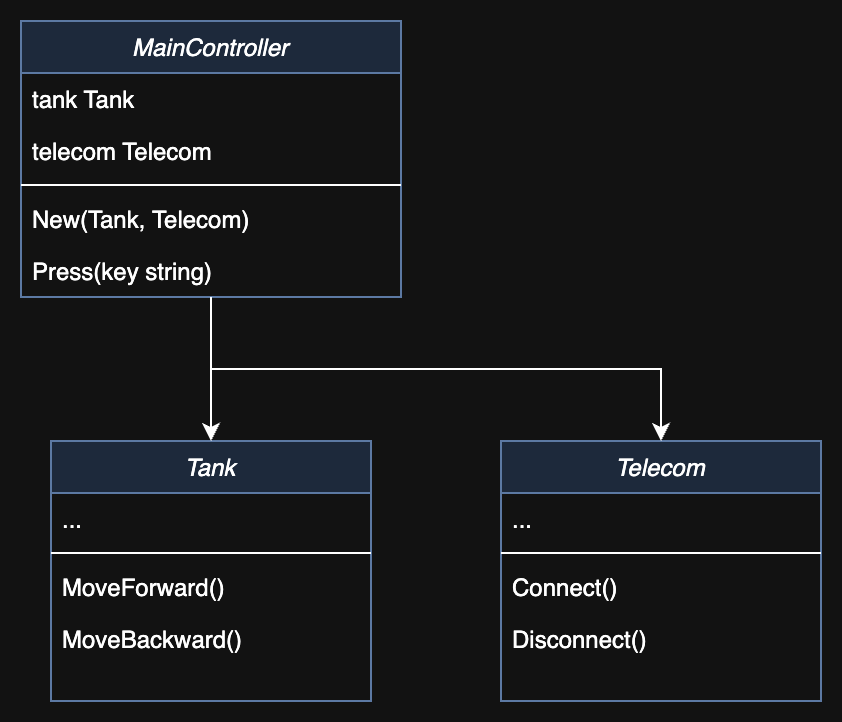 MainController
tank Tank
telecom Telecom
New(Tank, Telecom)
Press(key string)
Tank
...
MoveForward()
MoveBackward()
Telecom
...
Connect()
Disconnect()